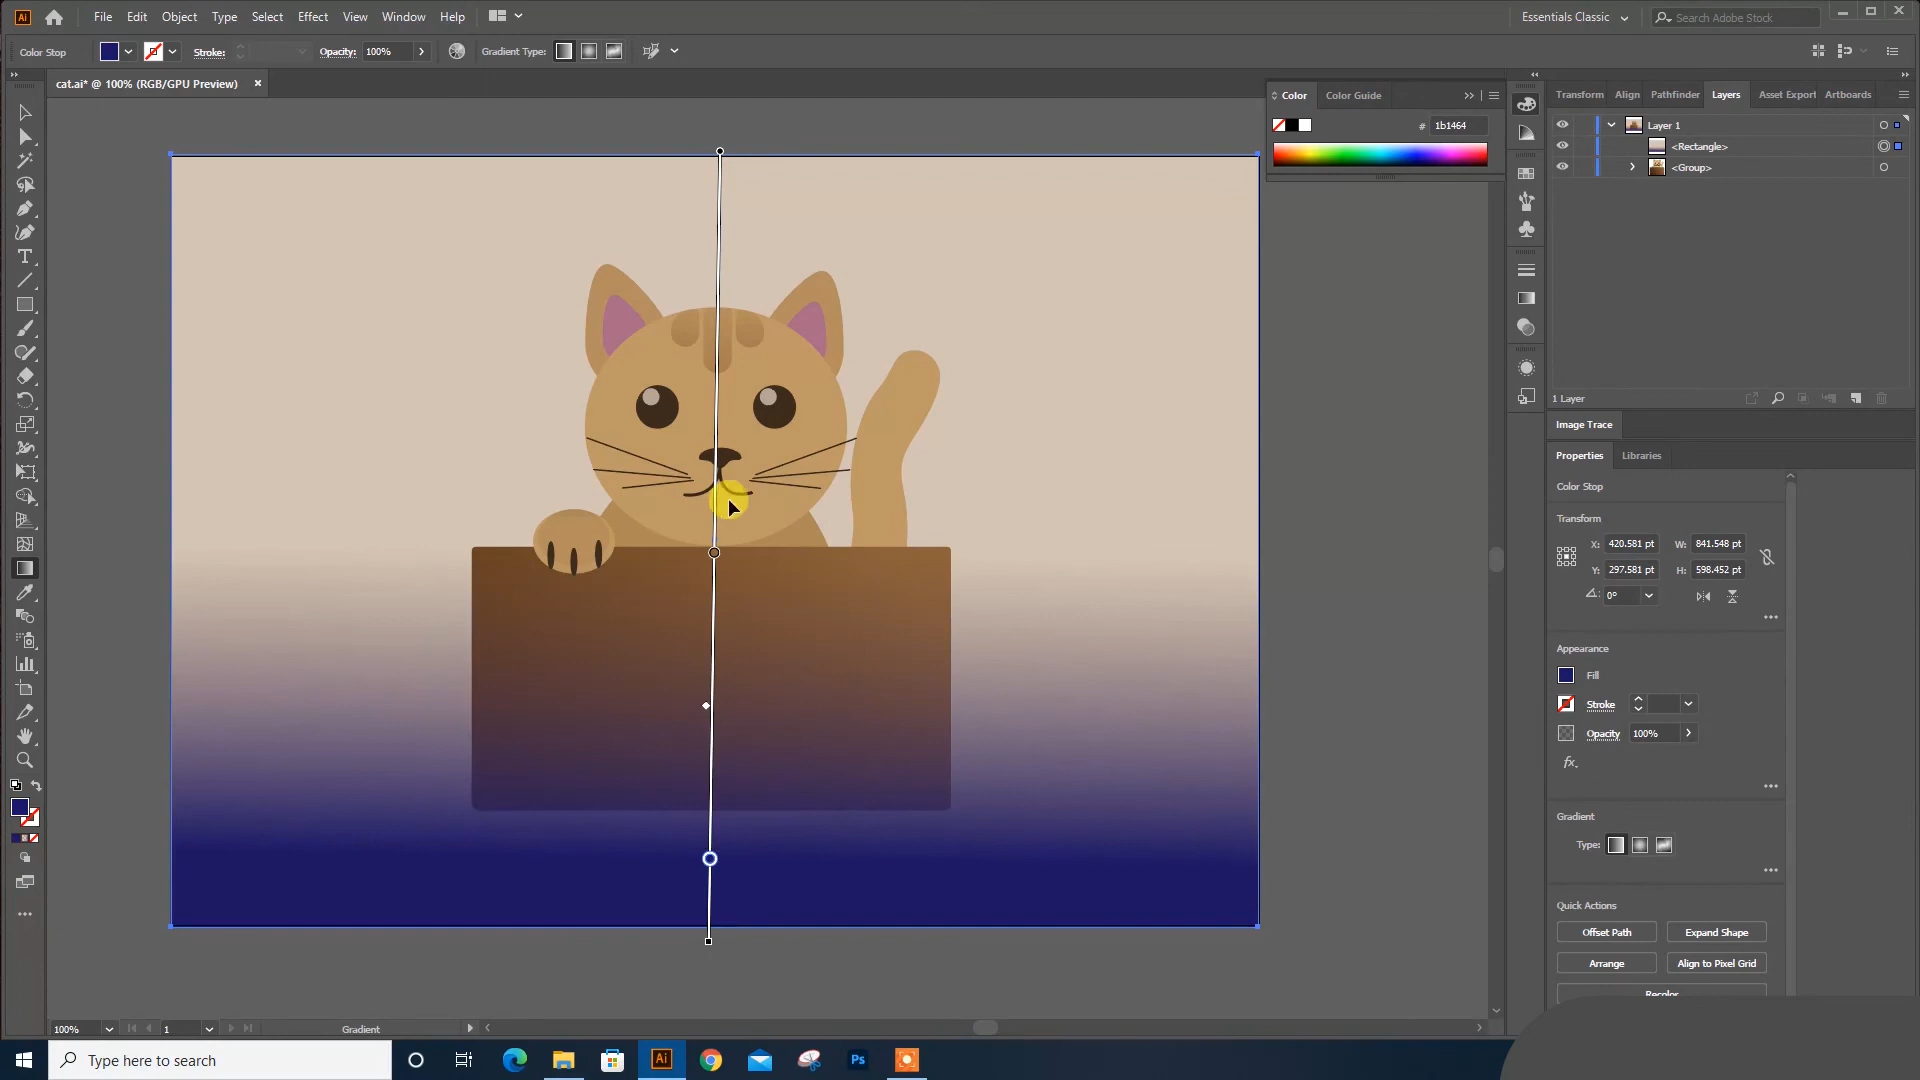 Ai File Edit Object Type Select Effect View Window Help Essentials Classic Search Adobe Stock
Color Stop Stroke: Opacity: 100% Gradient Type:
cat.ai* @ 100% (RGB/GPU Preview) ×
Color Color Guide
# 1b1464
Transform Align Pathfinder Layers Asset Export Artboards
Layer 1
<Rectangle>
<Group>
1 Layer
Image Trace
Properties Libraries
Color Stop
Transform
X: 420.581 pt W: 841.548 pt
Y: 297.581 pt H: 598.452 pt
0°
Appearance
Fill
Stroke
Opacity 100%
fx.
Gradient
Type:
Quick Actions
Offset Path Expand Shape
Arrange Align to Pixel Grid
Recolor
100% 1 Gradient
Type here to search Ai Ps